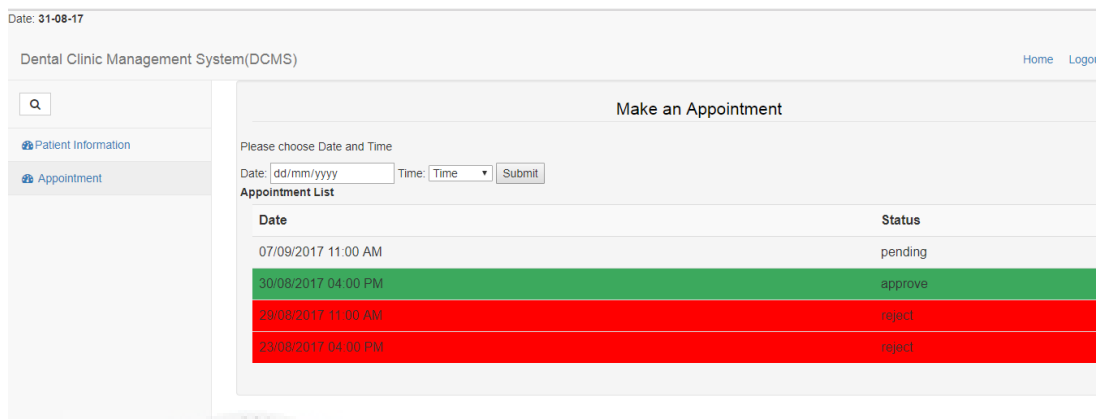 Date: 31-08-17
Dental Clinic Management System(DCMS)
Home Logou
Make an Appointment
Patient Information
Appointment
Please choose Date and Time
Date: dd/mm/yyyy Time: Time Submit
Appointment List
Date Status
07/09/2017 11:00 AM pending
30/08/2017 04:00 PM approve
29/08/2017 11:00 AM reject
23/08/2017 04:00 PM reject